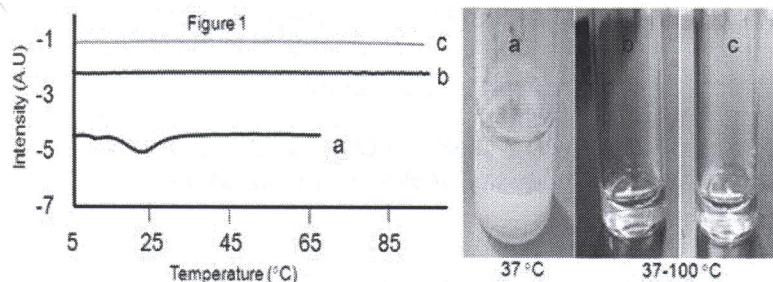 Figure 1
Intensity (A.U)
-1
-3
-5
-7
c
b
a
5 25 45 65 85
Temperature (°C)
a b c
37 °C 37-100 °C